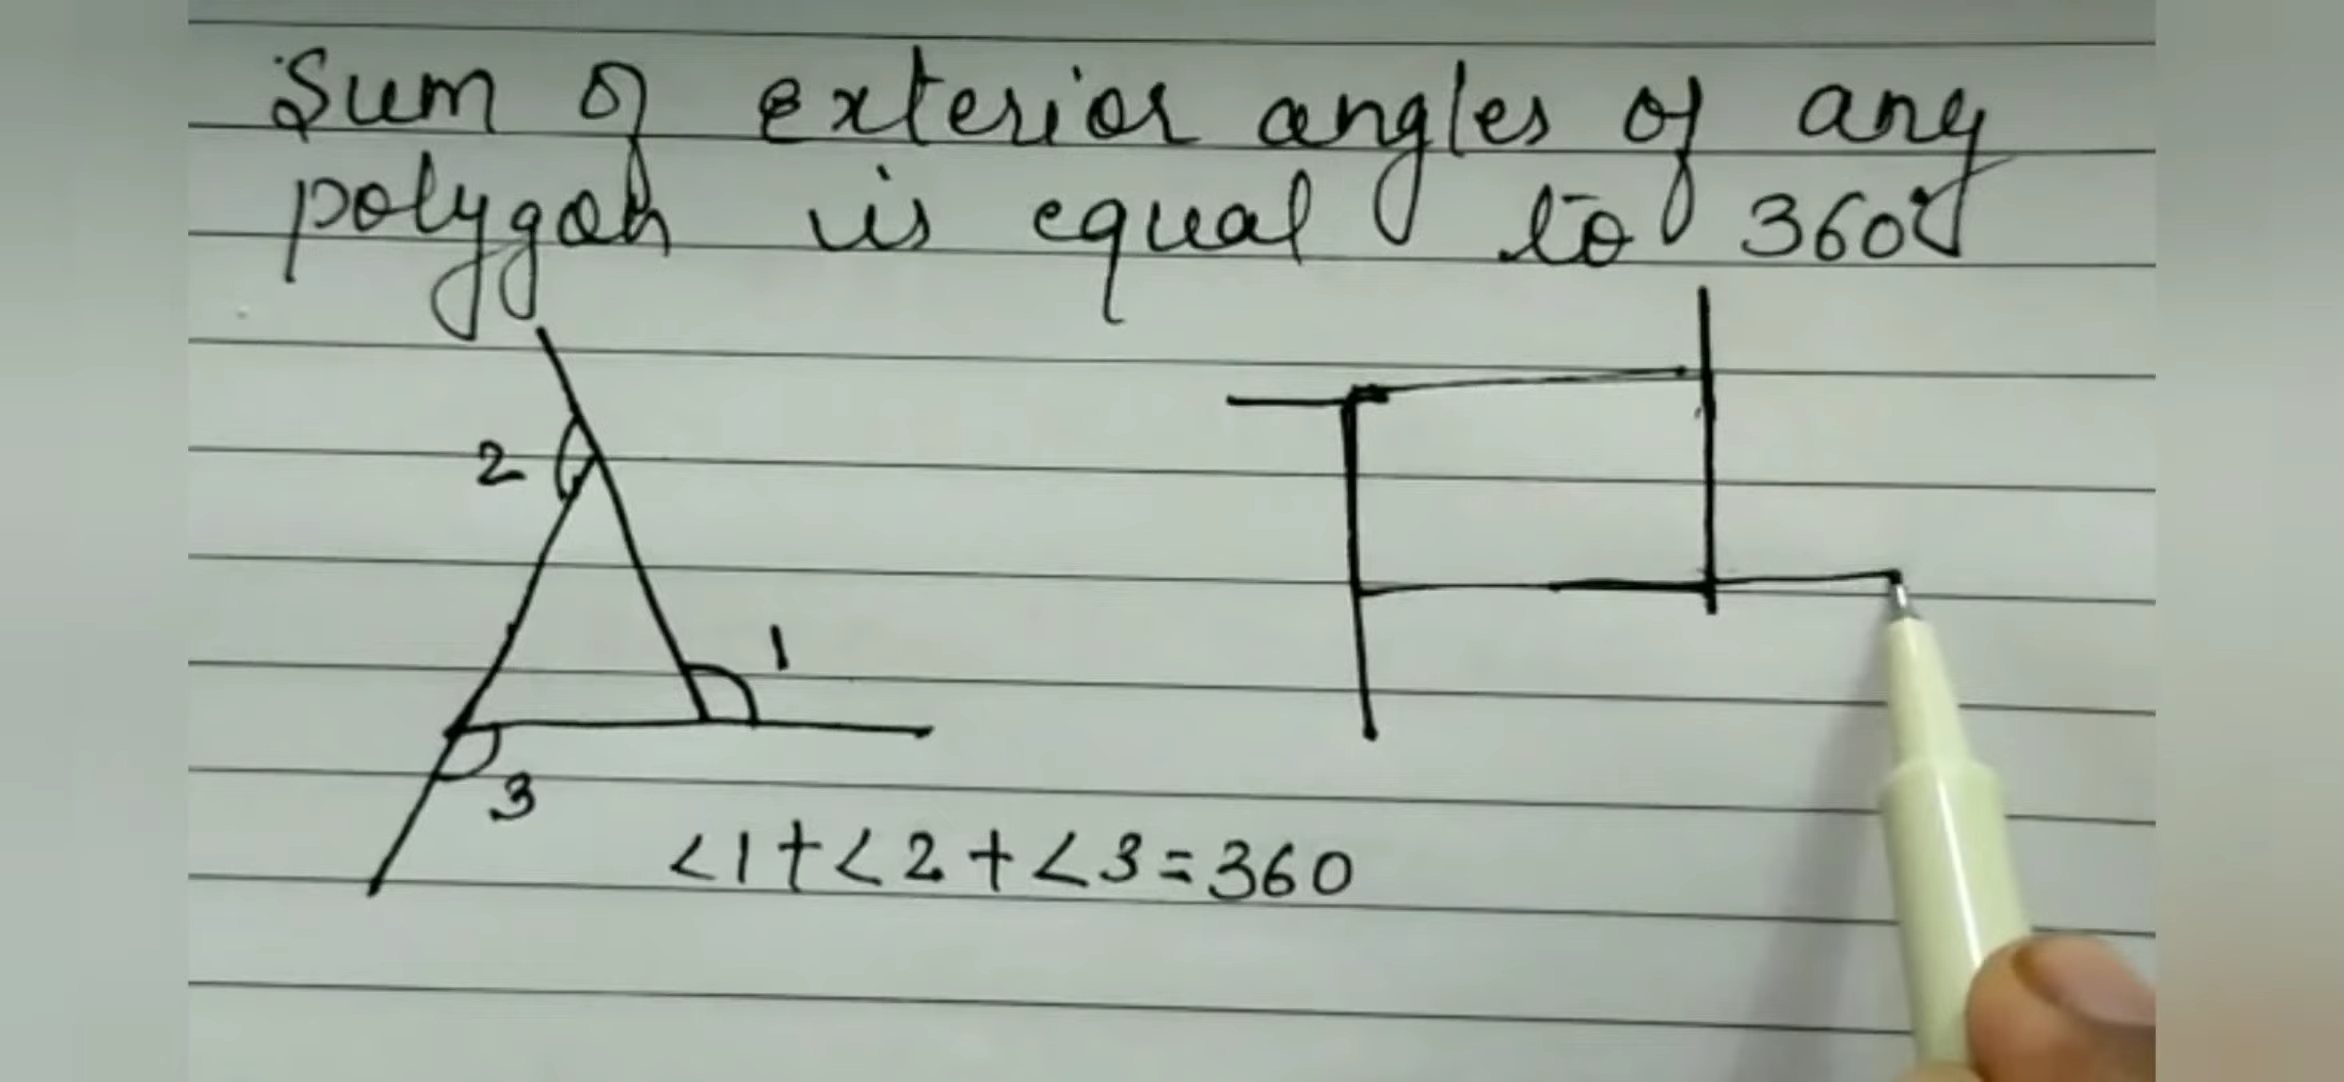 Sum of exterior angles of any
polygon is equal to 360°
2
1
3
<1+<2+<3=360